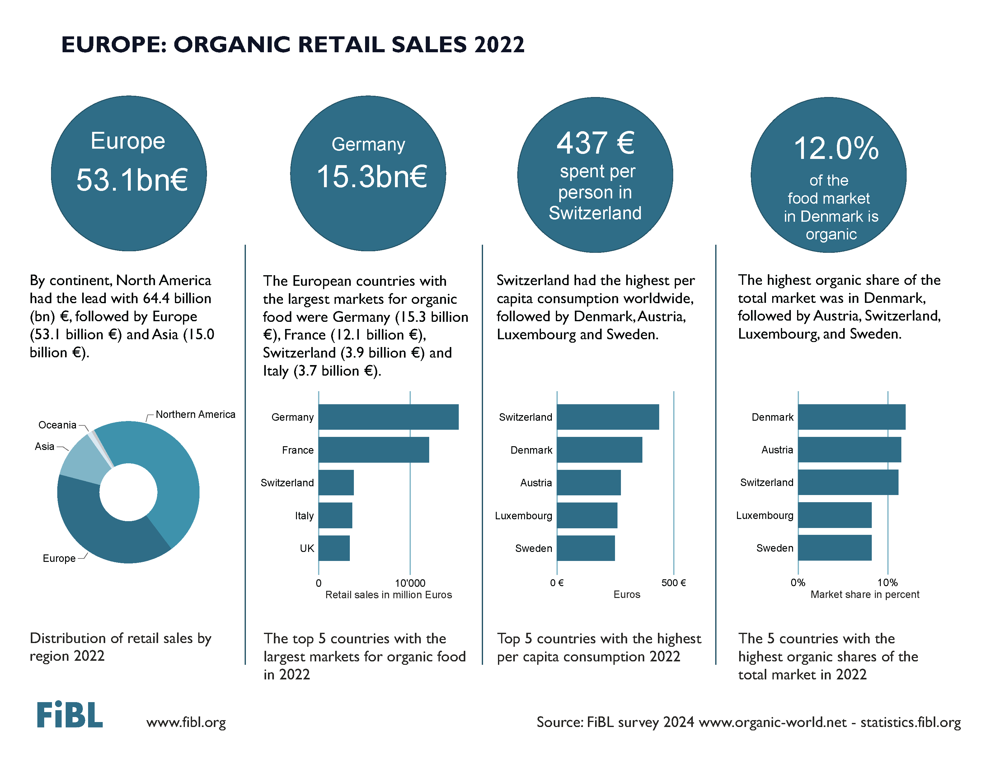 EUROPE: ORGANIC RETAIL SALES 2022
Europe
53.1bn€
By continent, North America
had the lead with 64.4 billion
(bn) €, followed by Europe
(53.1 billion €) and Asia (15.0
billion €).
Northern America
Oceania
Asia
Europe
Distribution of retail sales by
region 2022
Germany
15.3bn€
The European countries with
the largest markets for organic
food were Germany (15.3 billion
€), France (12.1 billion €),
Switzerland (3.9 billion €) and
Italy (3.7 billion €).
Germany
France
Switzerland
Italy
UK
0
10'000
Retail sales in million Euros
The top 5 countries with the
largest markets for organic food
in 2022
437 €
spent per
person in
Switzerland
Switzerland had the highest per
capita consumption worldwide,
followed by Denmark, Austria,
Luxembourg and Sweden.
Switzerland
Denmark
Austria
Luxembourg
Sweden
0 €
500 €
Euros
Top 5 countries with the highest
per capita consumption 2022
12.0%
of the
food market
in Denmark is
organic
The highest organic share of the
total market was in Denmark,
followed by Austria, Switzerland,
Luxembourg, and Sweden.
Denmark
Austria
Switzerland
Luxembourg
Sweden
0%
10%
Market share in percent
The 5 countries with the
highest organic shares of the
total market in 2022
FiBL
www.fibl.org
Source: FiBL survey 2024 www.organic-world.net - statistics.fibl.org